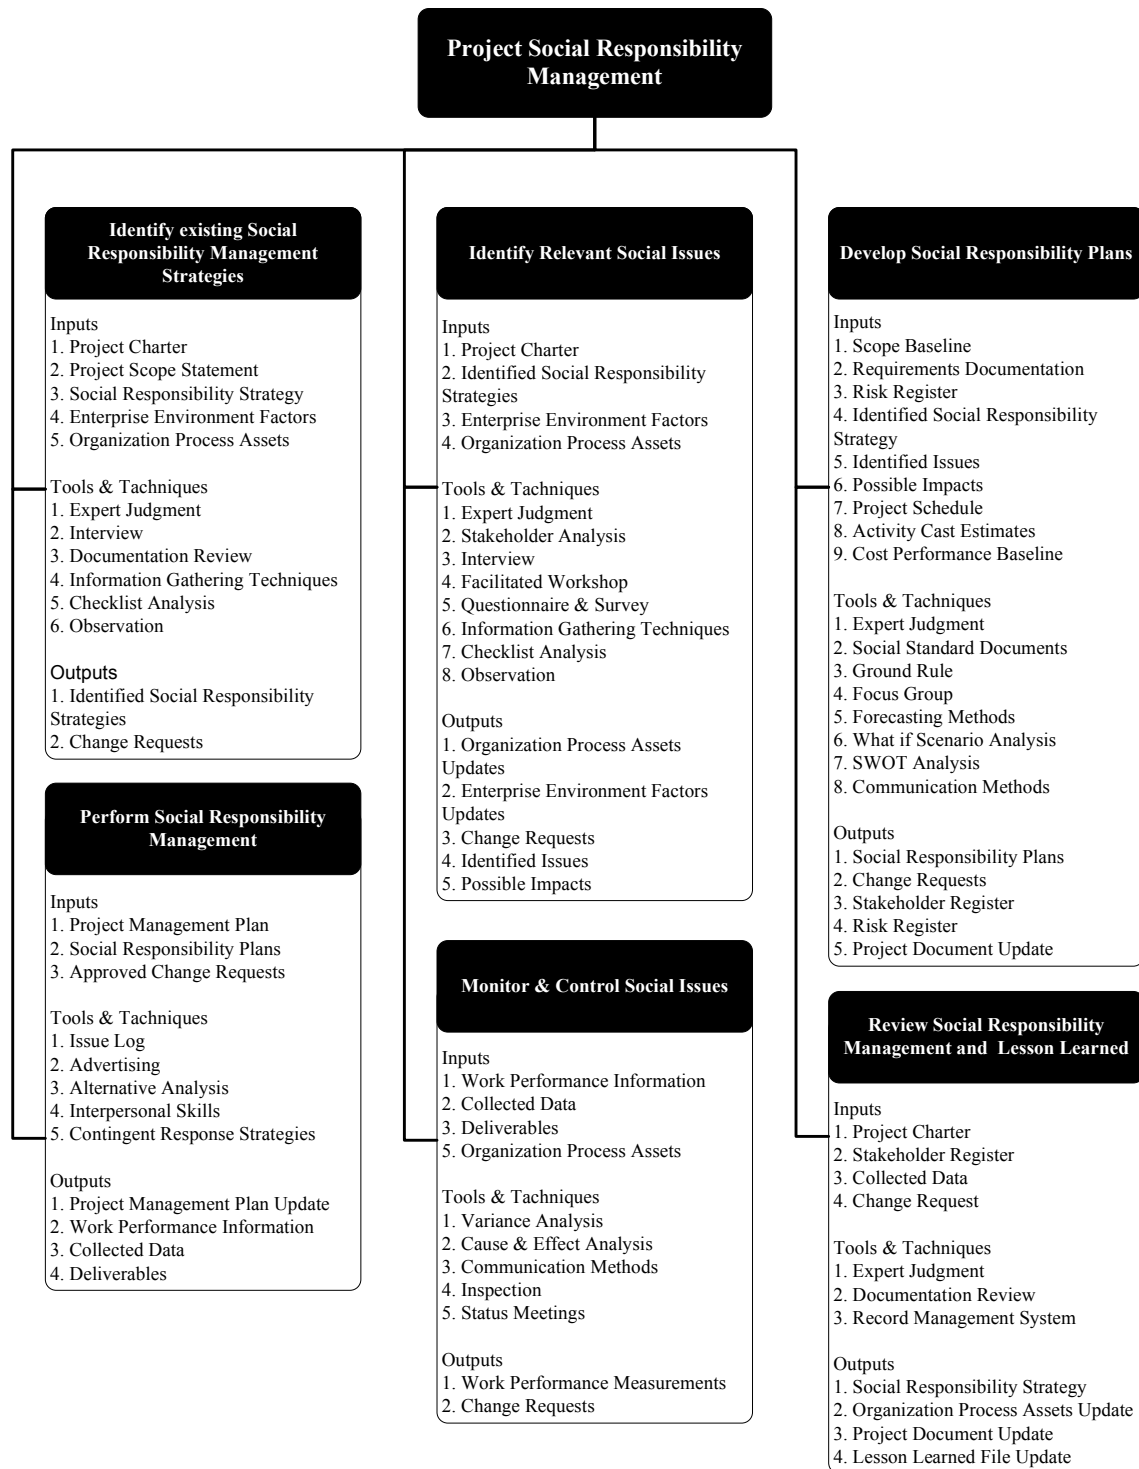 Project Social Responsibility
Management
Identify existing Social
Responsibility Management
Strategies
Inputs
1. Project Charter
2. Project Scope Statement
3. Social Responsibility Strategy
4. Enterprise Environment Factors
5. Organization Process Assets
Tools & Tachniques
1. Expert Judgment
2. Interview
3. Documentation Review
4. Information Gathering Techniques
5. Checklist Analysis
6. Observation
Outputs
1. Identified Social Responsibility
Strategies
2. Change Requests
Identify Relevant Social Issues
Inputs
1. Project Charter
2. Identified Social Responsibility
Strategies
3. Enterprise Environment Factors
4. Organization Process Assets
Tools & Tachniques
1. Expert Judgment
2. Stakeholder Analysis
3. Interview
4. Facilitated Workshop
5. Questionnaire & Survey
6. Information Gathering Techniques
7. Checklist Analysis
8. Observation
Outputs
1. Organization Process Assets
Updates
2. Enterprise Environment Factors
Updates
3. Change Requests
4. Identified Issues
5. Possible Impacts
Develop Social Responsibility Plans
Inputs
1. Scope Baseline
2. Requirements Documentation
3. Risk Register
4. Identified Social Responsibility
Strategy
5. Identified Issues
6. Possible Impacts
7. Project Schedule
8. Activity Cast Estimates
9. Cost Performance Baseline
Tools & Tachniques
1. Expert Judgment
2. Social Standard Documents
3. Ground Rule
4. Focus Group
5. Forecasting Methods
6. What if Scenario Analysis
7. SWOT Analysis
8. Communication Methods
Outputs
1. Social Responsibility Plans
2. Change Requests
3. Stakeholder Register
4. Risk Register
5. Project Document Update
Perform Social Responsibility
Management
Inputs
1. Project Management Plan
2. Social Responsibility Plans
3. Approved Change Requests
Tools & Tachniques
1. Issue Log
2. Advertising
3. Alternative Analysis
4. Interpersonal Skills
5. Contingent Response Strategies
Outputs
1. Project Management Plan Update
2. Work Performance Information
3. Collected Data
4. Deliverables
Monitor & Control Social Issues
Inputs
1. Work Performance Information
2. Collected Data
3. Deliverables
5. Organization Process Assets
Tools & Tachniques
1. Variance Analysis
2. Cause & Effect Analysis
3. Communication Methods
4. Inspection
5. Status Meetings
Outputs
1. Work Performance Measurements
2. Change Requests
Review Social Responsibility
Management and Lesson Learned
Inputs
1. Project Charter
2. Stakeholder Register
3. Collected Data
4. Change Request
Tools & Tachniques
1. Expert Judgment
2. Documentation Review
3. Record Management System
Outputs
1. Social Responsibility Strategy
2. Organization Process Assets Update
3. Project Document Update
4. Lesson Learned File Update